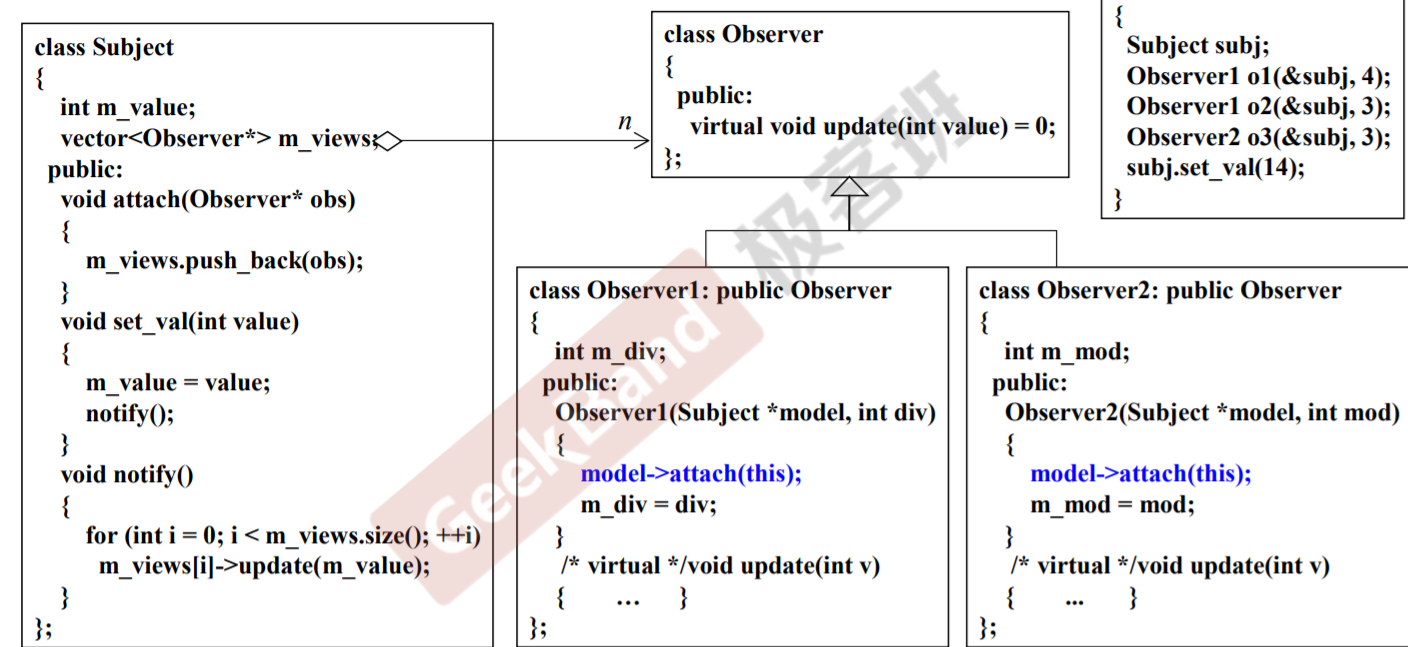 class Subject
{
int m_value;
vector<Observer*> m_views;
public:
void attach(Observer* obs)
{
m_views.push_back(obs);
}
void set_val(int value)
{
m_value = value;
notify();
}
void notify()
{
for (int i = 0; i < m_views.size(); ++i)
m_views[i]->update(m_value);
}
};
n
class Observer
{
public:
virtual void update(int value) = 0;
};
{
Subject subj;
Observer1 o1(&subj, 4);
Observer1 o2(&subj, 3);
Observer2 o3(&subj, 3);
subj.set_val(14);
}
class Observer1: public Observer
{
int m_div;
public:
Observer1(Subject *model, int div)
{
model->attach(this);
m_div = div;
}
/* virtual */void update(int v)
{ … }
};
class Observer2: public Observer
{
int m_mod;
public:
Observer2(Subject *model, int mod)
{
model->attach(this);
m_mod = mod;
}
/* virtual */void update(int v)
{ ... }
};
GeekBand 极客班